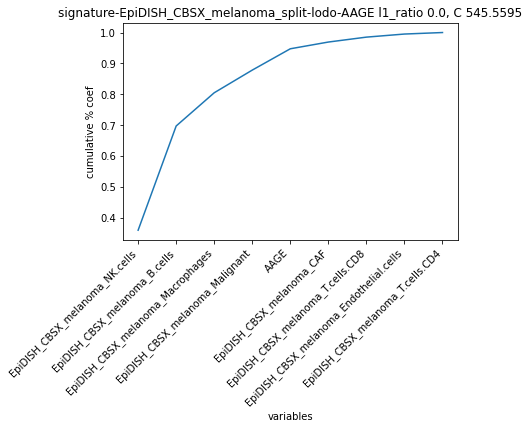 signature-EpiDISH_CBSX_melanoma_split-lodo-AAGE l1_ratio 0.0, C 545.5595
1.0
0.9
0.8
0.7
0.6
0.5
0.4
cumulative % coef
EpiDISH_CBSX_melanoma_NK.cells
EpiDISH_CBSX_melanoma_B.cells
EpiDISH_CBSX_melanoma_Macrophages
EpiDISH_CBSX_melanoma_Malignant
AAGE
EpiDISH_CBSX_melanoma_CAF
EpiDISH_CBSX_melanoma_T.cells.CD8
EpiDISH_CBSX_melanoma_Endothelial.cells
EpiDISH_CBSX_melanoma_T.cells.CD4
variables